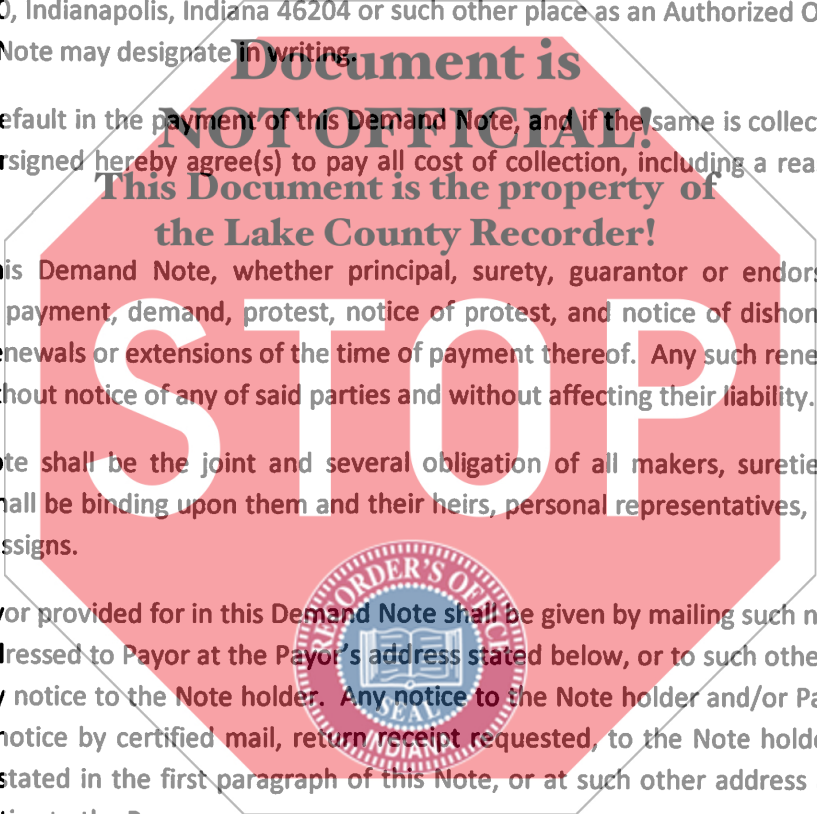 0, Indianapolis, Indiana 46204 or such other place as an Authorized O
Note may designate in writing.
Document is
NOT OFFICIAL!
efault in the payment of this Demand Note, and if the same is collec
rsigned hereby agree(s) to pay all cost of collection, including a rea
This Document is the property of
the Lake County Recorder!
is Demand Note, whether principal, surety, guarantor or endors
payment, demand, protest, notice of protest, and notice of dishon
newals or extensions of the time of payment thereof. Any such rene
hout notice of any of said parties and without affecting their liability.
STOP
te shall be the joint and several obligation of all makers, suretie
hall be binding upon them and their heirs, personal representatives,
ssigns.
RECORDER'S OFFICE
SEAL
INDIANA
or provided for in this Demand Note shall be given by mailing such n
ressed to Payor at the Payor's address stated below, or to such othe
notice to the Note holder. Any notice to the Note holder and/or Pa
notice by certified mail, return receipt requested, to the Note holde
stated in the first paragraph of this Note, or at such other address